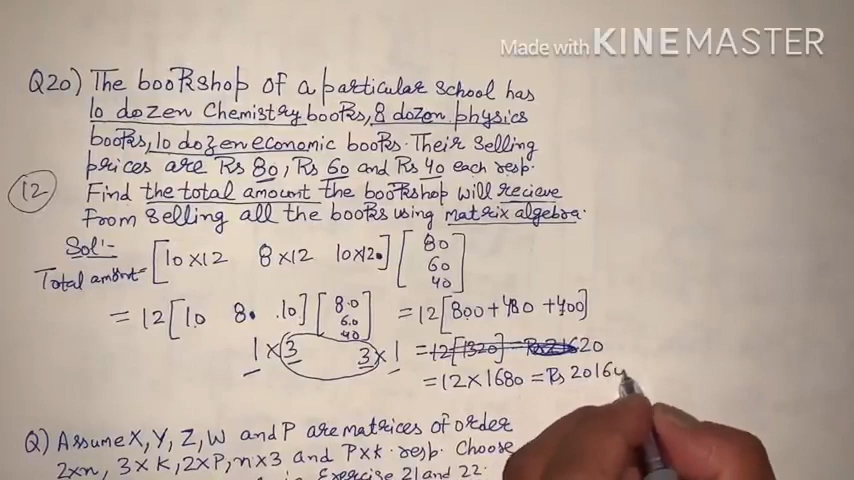 Made with KINEMASTER
Q20) The bookshop of a particular school has
10 dozen Chemistry books, 8 dozen physics
books, 10 dozen economic books. Their selling
prices are Rs 80, Rs 60 and Rs 40 each resp.
12 Find the total amount the bookshop will recieve
From selling all the books using matrix algebra.
Sol:-
Total amount = [10×12 8×12 10×12] [80 60 40]
= 12[10 8 10] [80 60 40] = 12[800+480+400]
1×3 3×1 = 12[1320] = 20
= 12×1680 = Rs 2016
Q) Assume X, Y, Z, W and P are matrices of order
2×n, 3×K, 2×P, n×3 and P×k. resp. Choose
Exercise 21 and 22.